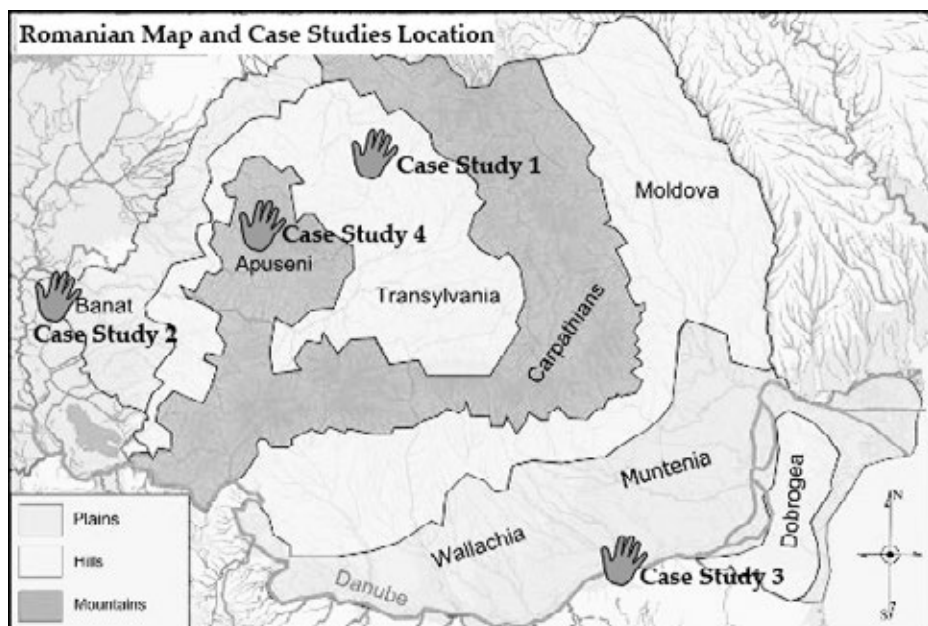 Romanian Map and Case Studies Location
Case Study 1
Moldova
Case Study 4
Apuseni
Transylvania
Banat
Case Study 2
Carpathians
Muntenia
Dobrogea
Wallachia
Case Study 3
Danube
Plains
Hills
Mountains
N
S